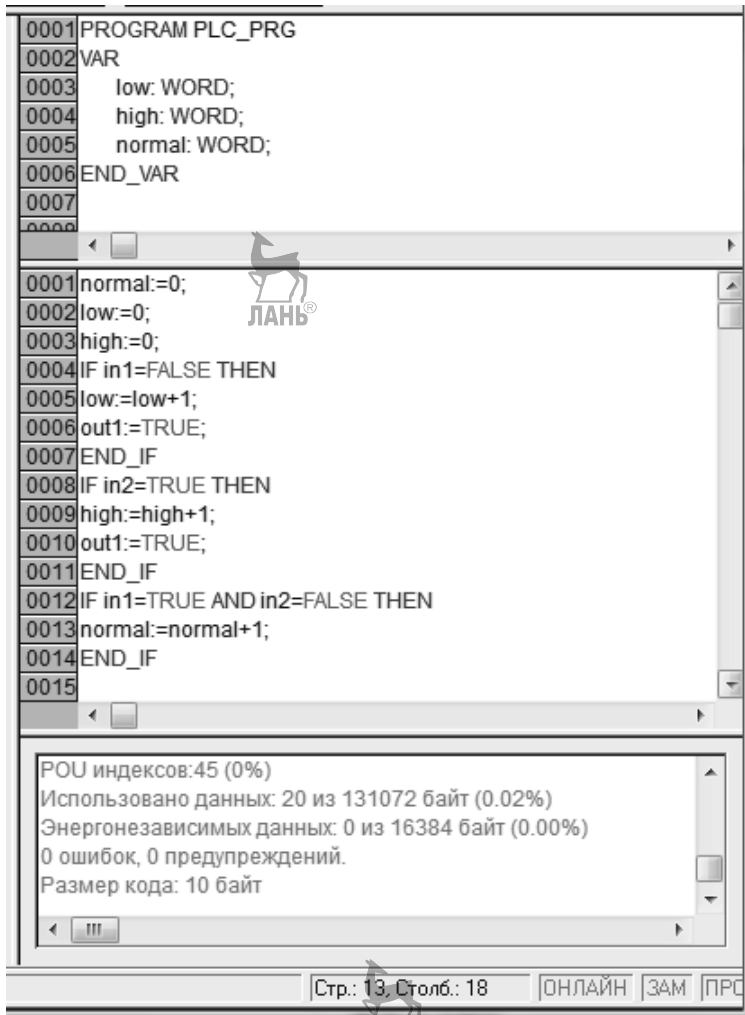 0001 PROGRAM PLC_PRG
0002 VAR
0003 low: WORD;
0004 high: WORD;
0005 normal: WORD;
0006 END_VAR
0007
0001 normal:=0;
0002 low:=0;
ЛАНЬ®
0003 high:=0;
0004 IF in1=FALSE THEN
0005 low:=low+1;
0006 out1:=TRUE;
0007 END_IF
0008 IF in2=TRUE THEN
0009 high:=high+1;
0010 out1:=TRUE;
0011 END_IF
0012 IF in1=TRUE AND in2=FALSE THEN
0013 normal:=normal+1;
0014 END_IF
0015
POU индексов:45 (0%)
Использовано данных: 20 из 131072 байт (0.02%)
Энергонезависимых данных: 0 из 16384 байт (0.00%)
0 ошибок, 0 предупреждений.
Размер кода: 10 байт
Стр.: 13, Столб.: 18 ОНЛАЙН ЗАМ